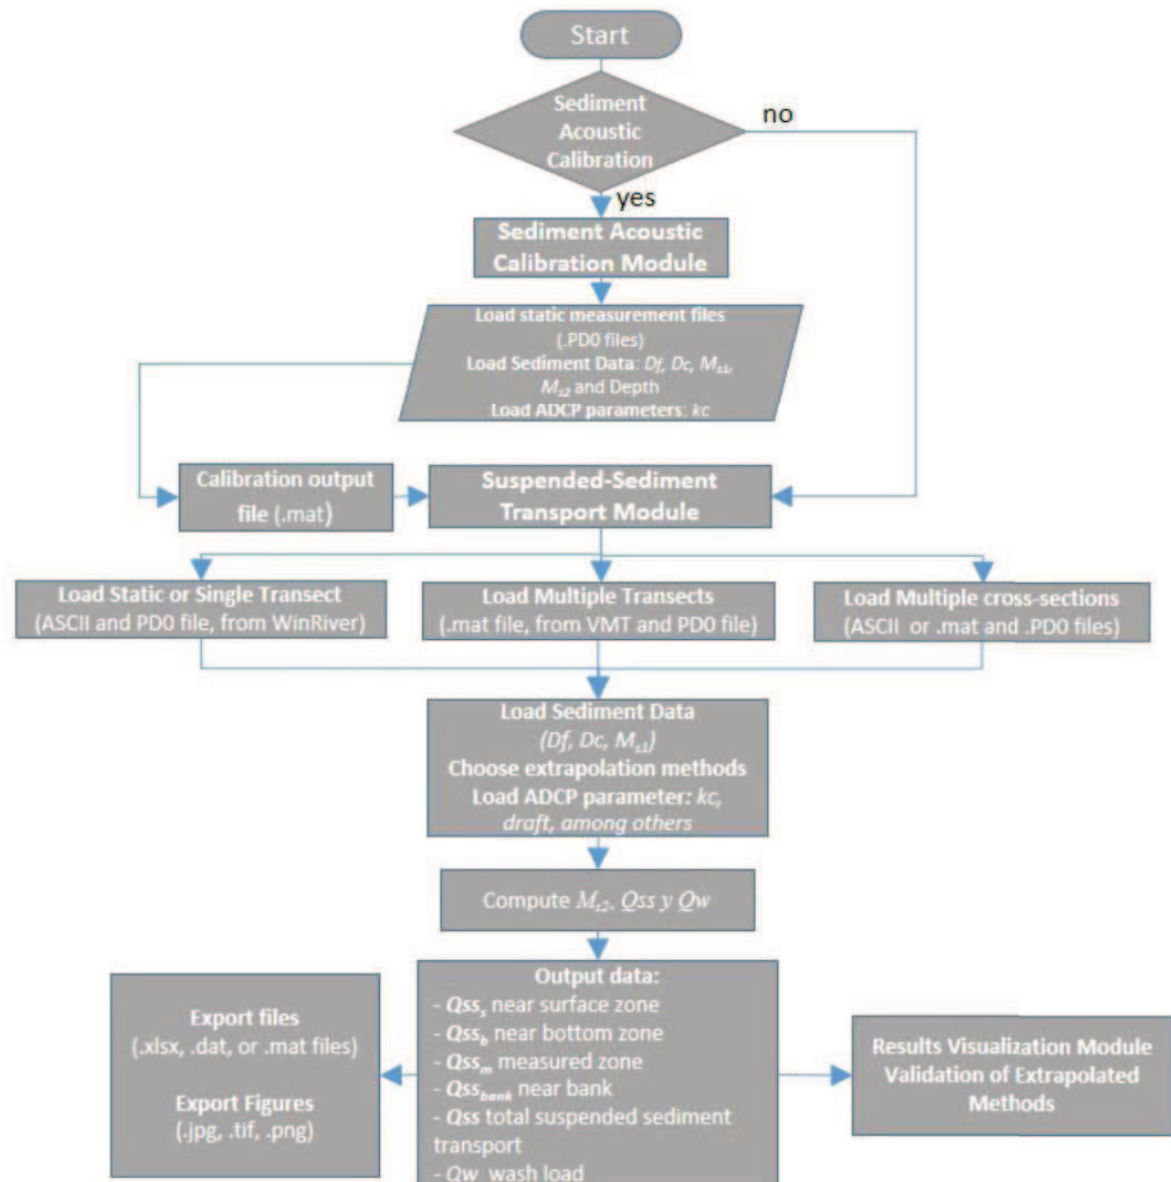 Start
Sediment
Acoustic
Calibration
no
yes
Sediment Acoustic
Calibration Module
Load static measurement files
(.PD0 files)
Load Sediment Data: Df, Dc, Ms1,
Ms2 and Depth
Load ADCP parameters: kc
Calibration output
file (.mat)
Suspended-Sediment
Transport Module
Load Static or Single Transect
(ASCII and PD0 file, from WinRiver)
Load Multiple Transects
(.mat file, from VMT and PD0 file)
Load Multiple cross-sections
(ASCII or .mat and .PD0 files)
Load Sediment Data
(Df, Dc, Ms1)
Choose extrapolation methods
Load ADCP parameter: kc,
draft, among others
Compute Ms2, Qss y Qw
Export files
(.xlsx, .dat, or .mat files)
Export Figures
(.jpg, .tif, .png)
Output data:
- Qsss near surface zone
- Qssb near bottom zone
- Qssm measured zone
- Qssbank near bank
- Qss total suspended sediment
transport
- Qw wash load
Results Visualization Module
Validation of Extrapolated
Methods